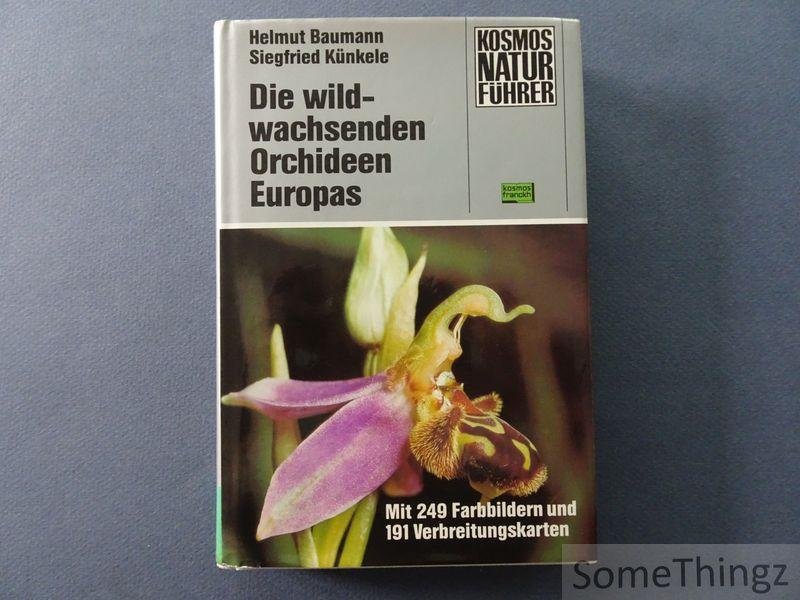 Helmut Baumann
Siegfried Künkele
Die wild-
wachsenden
Orchideen
Europas
KOSMOS
NATUR
FÜHRER
kosmos
franckh
Mit 249 Farbbildern und
191 Verbreitungskarten
SomeThingz